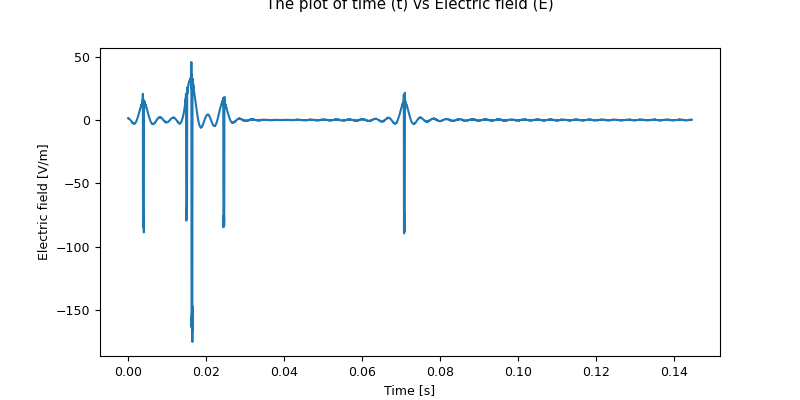 The plot of time (t) vs Electric field (E)
50
0
−50
−100
−150
Electric field [V/m]
0.00 0.02 0.04 0.06 0.08 0.10 0.12 0.14
Time [s]